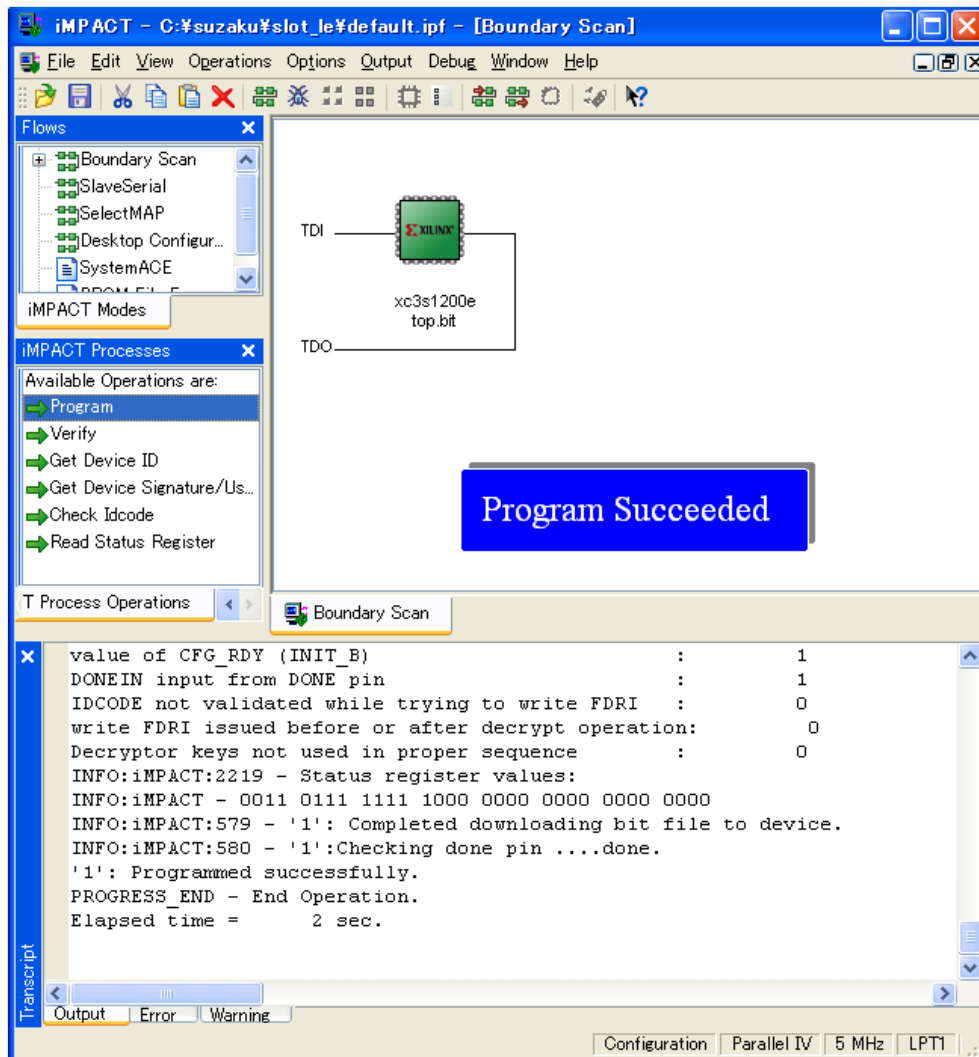 iMPACT - C:¥suzaku¥slot_le¥default.ipf - [Boundary Scan]
File Edit View Operations Options Output Debug Window Help
Flows
Boundary Scan
SlaveSerial
SelectMAP
Desktop Configur...
SystemACE
iMPACT Modes
iMPACT Processes
Available Operations are:
Program
Verify
Get Device ID
Get Device Signature/Us...
Check Idcode
Read Status Register
T Process Operations
TDI
XILINX
xc3s1200e
top.bit
TDO
Program Succeeded
Boundary Scan
value of CFG_RDY (INIT_B) : 1
DONEIN input from DONE pin : 1
IDCODE not validated while trying to write FDRI : 0
write FDRI issued before or after decrypt operation: 0
Decryptor keys not used in proper sequence : 0
INFO:iMPACT:2219 - Status register values:
INFO:iMPACT - 0011 0111 1111 1000 0000 0000 0000 0000
INFO:iMPACT:579 - '1': Completed downloading bit file to device.
INFO:iMPACT:580 - '1':Checking done pin ....done.
'1': Programmed successfully.
PROGRESS_END - End Operation.
Elapsed time = 2 sec.
Transcript
Output Error Warning
Configuration Parallel IV 5 MHz LPT1